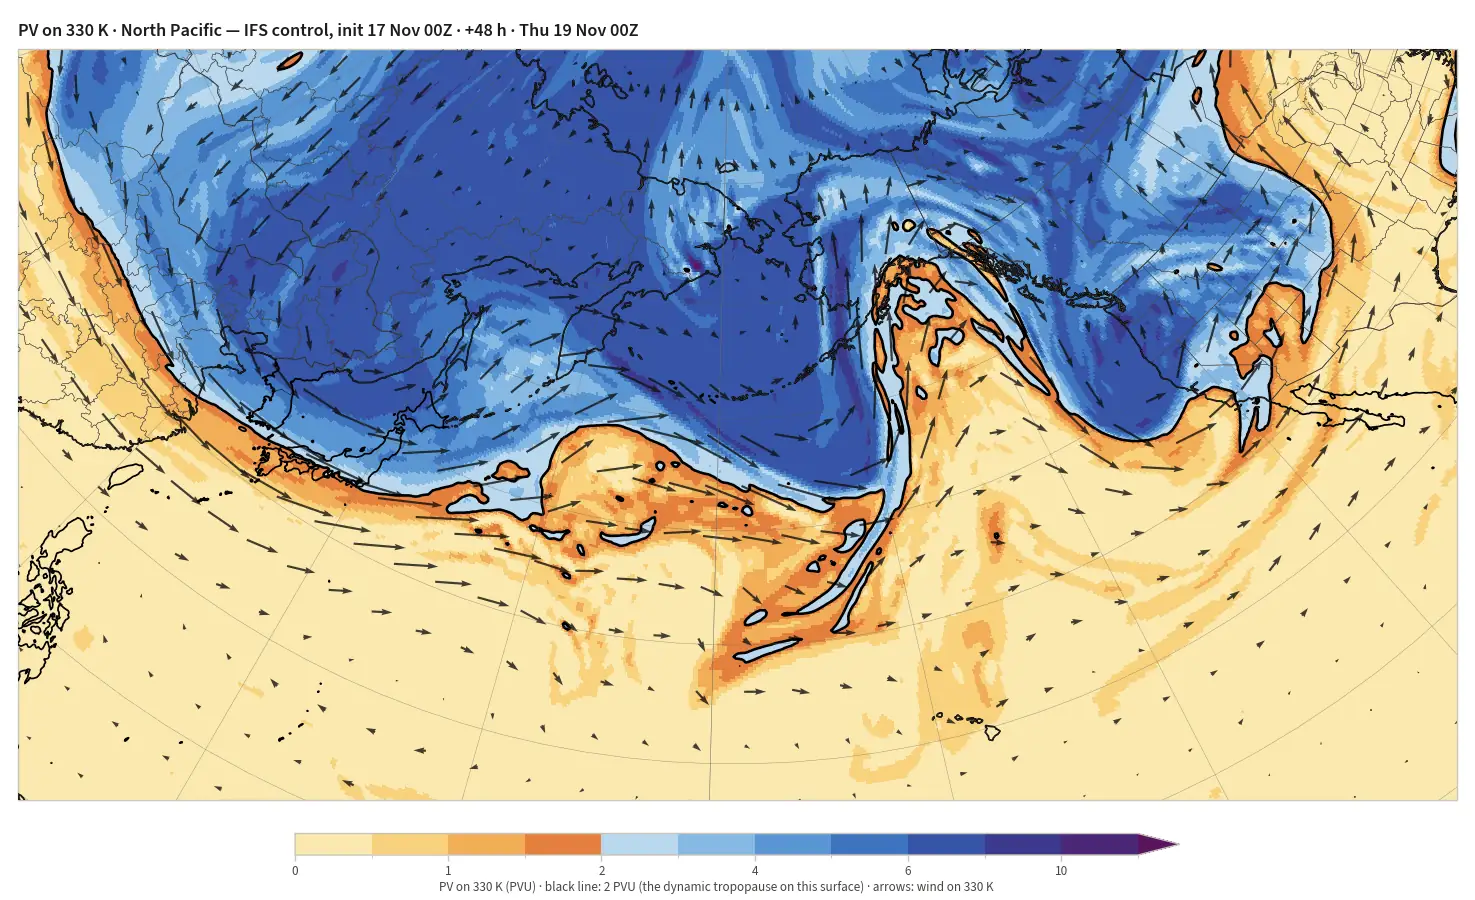 PV on 330 K · North Pacific — IFS control, init 17 Nov 00Z · +48 h · Thu 19 Nov 00Z
0 1 2 4 6 10
PV on 330 K (PVU) · black line: 2 PVU (the dynamic tropopause on this surface) · arrows: wind on 330 K